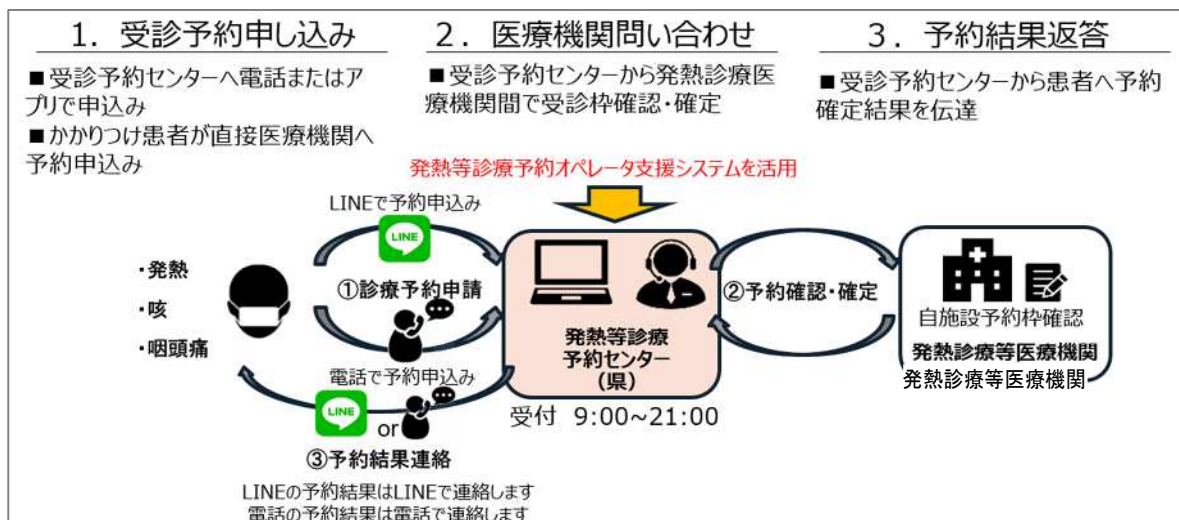 1．受診予約申し込み
■受診予約センターへ電話またはア
プリで申込み
■かかりつけ患者が直接医療機関へ
予約申込み
2．医療機関問い合わせ
■受診予約センターから発熱診療医
療機関間で受診枠確認・確定
3．予約結果返答
■受診予約センターから患者へ予約
確定結果を伝達
発熱等診療予約オペレータ支援システムを活用
LINEで予約申込み
LINE
①診療予約申請
・発熱
・咳
・咽頭痛
電話で予約申込み
LINE
or
③予約結果連絡
LINEの予約結果はLINEで連絡します
電話の予約結果は電話で連絡します
発熱等診療
予約センター
（県）
受付 9:00~21:00
②予約確認・確定
自施設予約枠確認
発熱診療等医療機関
発熱診療等医療機関